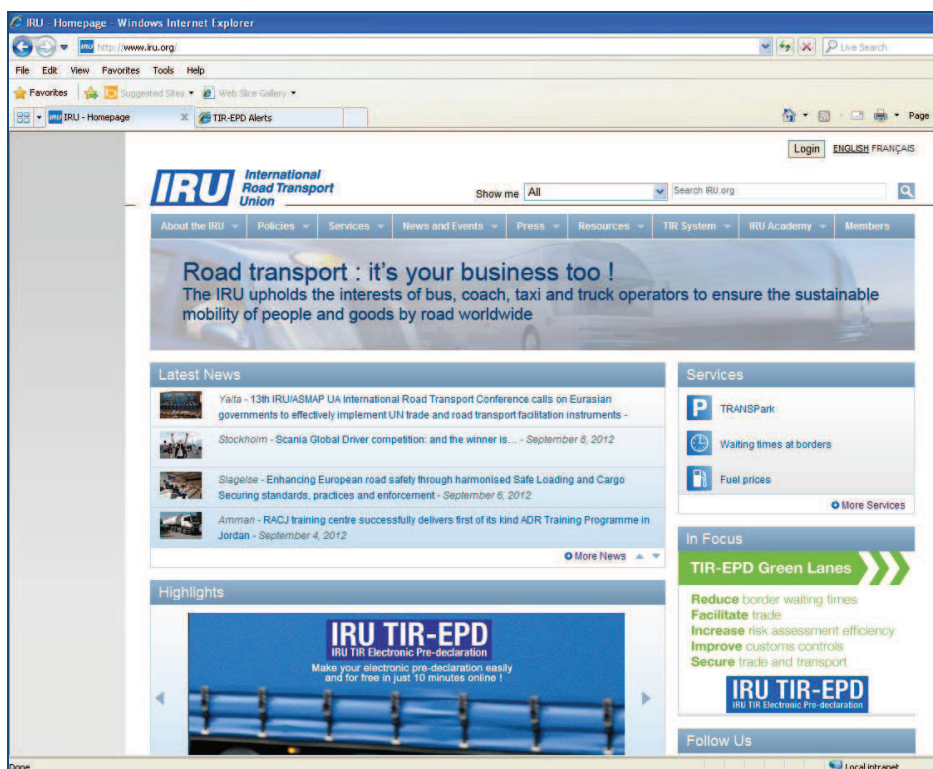 IRU - Homepage - Windows Internet Explorer
http://www.iru.org/
Live Search
File Edit View Favorites Tools Help
Favorites Suggested Sites Web Slice Gallery
IRU - Homepage X TIR-EPD Alerts Page
Login ENGLISH FRANÇAIS
IRU International
Road Transport
Union
Show me All Search IRU.org
About the IRU Policies Services News and Events Press Resources TIR System IRU Academy Members
Road transport : it's your business too !
The IRU upholds the interests of bus, coach, taxi and truck operators to ensure the sustainable
mobility of people and goods by road worldwide
Latest News
Yalta - 13th IRU/ASMAP UA International Road Transport Conference calls on Eurasian
governments to effectively implement UN trade and road transport facilitation instruments -
Stockholm - Scania Global Driver competition: and the winner is... - September 8, 2012
Slagelse - Enhancing European road safety through harmonised Safe Loading and Cargo
Securing standards, practices and enforcement - September 6, 2012
Amman - RACJ training centre successfully delivers first of its kind ADR Training Programme in
Jordan - September 4, 2012
More News
Services
P TRANSPark
Waiting times at borders
Fuel prices
More Services
In Focus
TIR-EPD Green Lanes
Reduce border waiting times
Facilitate trade
Increase risk assessment efficiency
Improve customs controls
Secure trade and transport
IRU TIR-EPD
IRU TIR Electronic Pre-declaration
Highlights
IRU TIR-EPD
IRU TIR Electronic Pre-declaration
Make your electronic pre-declaration easily
and for free in just 10 minutes online !
Follow Us
Done
Local intranet